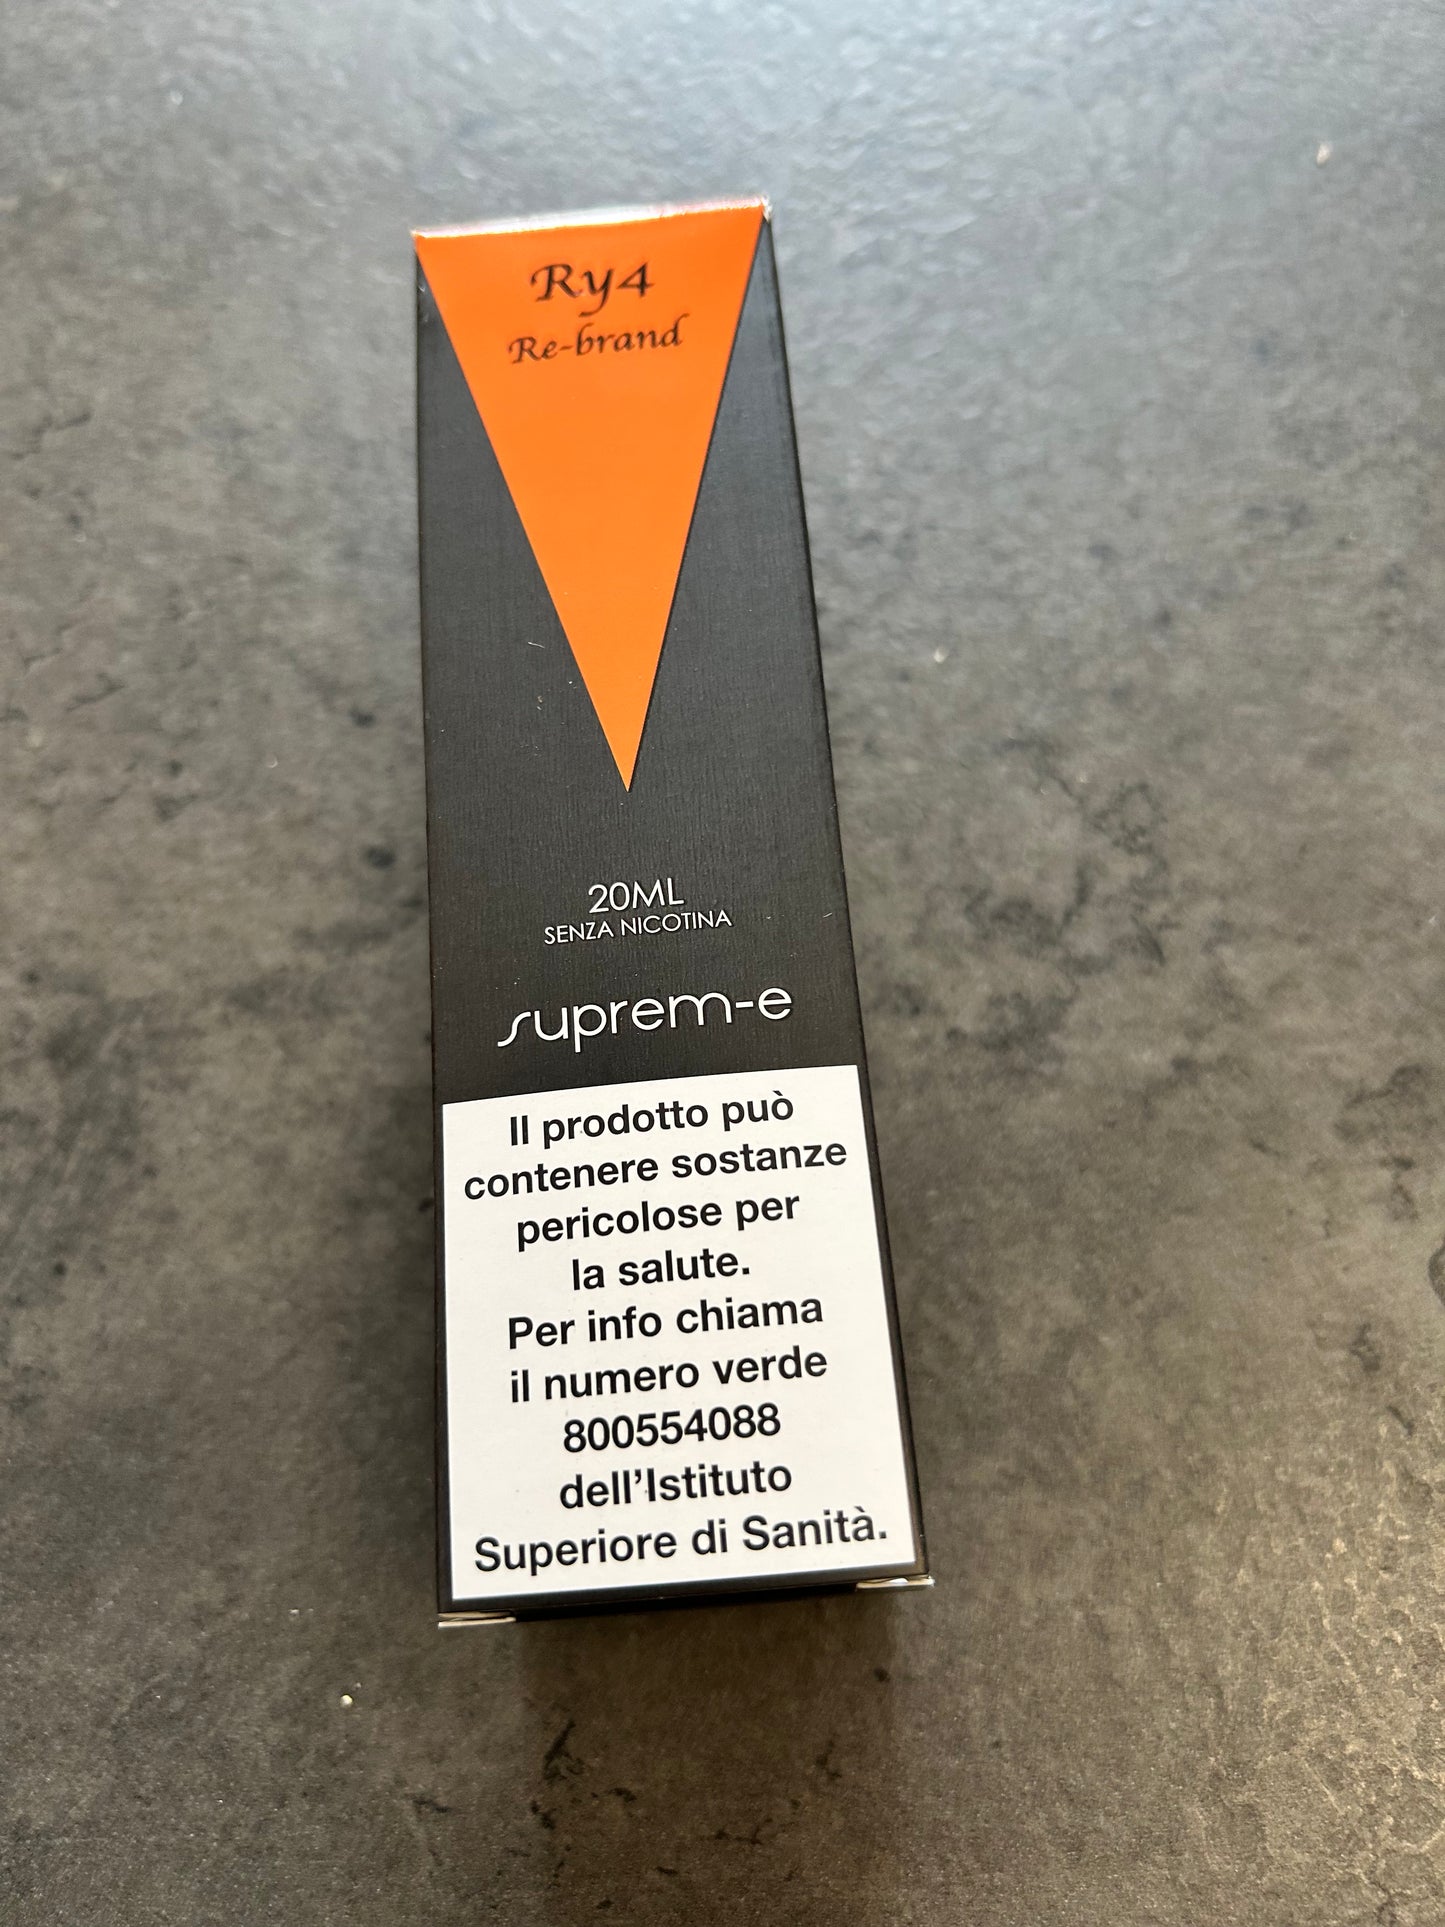 Ry4
Re-brand
20ML
SENZA NICOTINA
suprem-e
Il prodotto può
contenere sostanze
pericolose per
la salute.
Per info chiama
il numero verde
800554088
dell’Istituto
Superiore di Sanità.